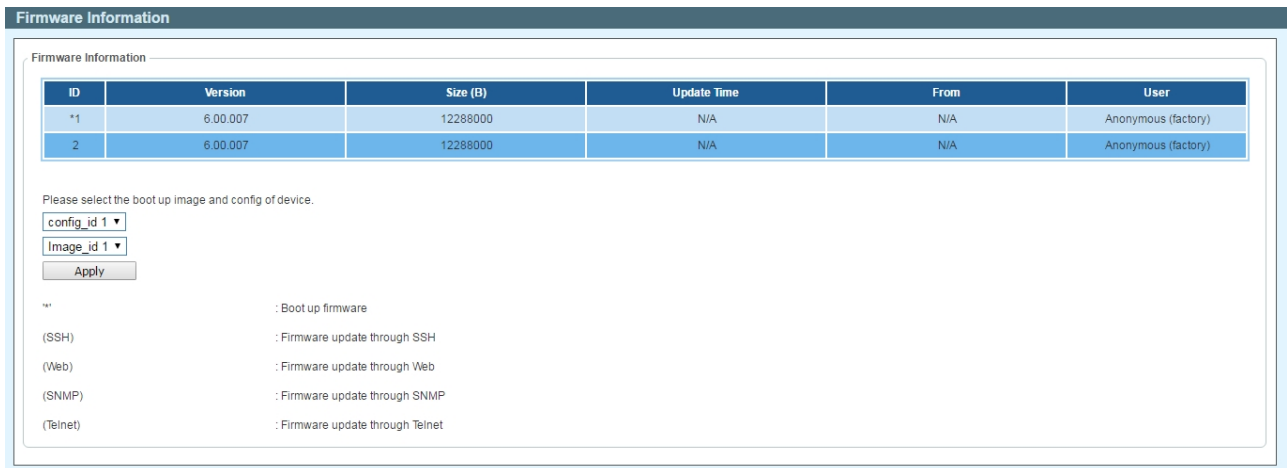 Firmware Information
Firmware Information
ID Version Size (B) Update Time From User
*1 6.00.007 12288000 N/A N/A Anonymous (factory)
2 6.00.007 12288000 N/A N/A Anonymous (factory)
Please select the boot up image and config of device.
config_id 1
Image_id 1
Apply
'*' : Boot up firmware
(SSH) : Firmware update through SSH
(Web) : Firmware update through Web
(SNMP) : Firmware update through SNMP
(Telnet) : Firmware update through Telnet